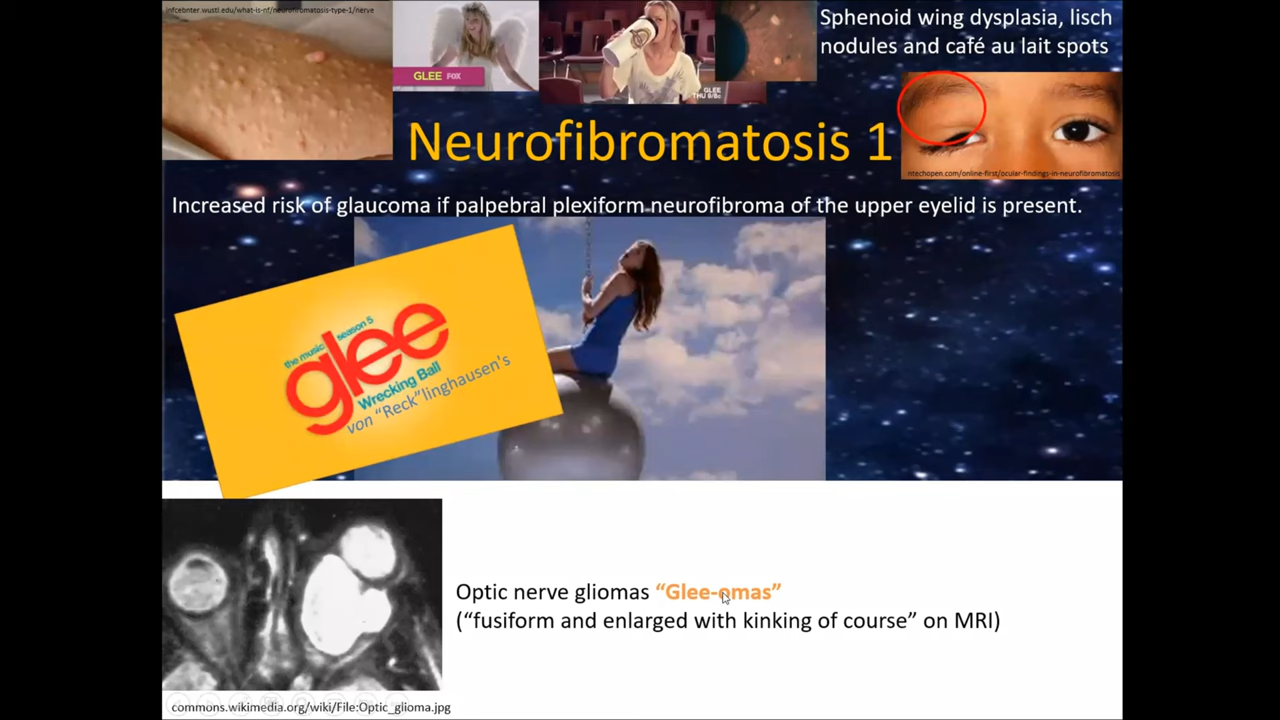 nfcebnter.wustl.edu/what-is-nf/neurofibromatosis-type-1/nerve
GLEE FOX
GLEE
THU 9/8c
Sphenoid wing dysplasia, lisch
nodules and café au lait spots
Neurofibromatosis 1
ntechopen.com/online-first/ocular-findings-in-neurofibromatosis
Increased risk of glaucoma if palpebral plexiform neurofibroma of the upper eyelid is present.
the music season 5
glee
Wrecking Ball
von "Reck"linghausen's
Optic nerve gliomas “Glee-omas”
(“fusiform and enlarged with kinking of course” on MRI)
commons.wikimedia.org/wiki/File:Optic_glioma.jpg